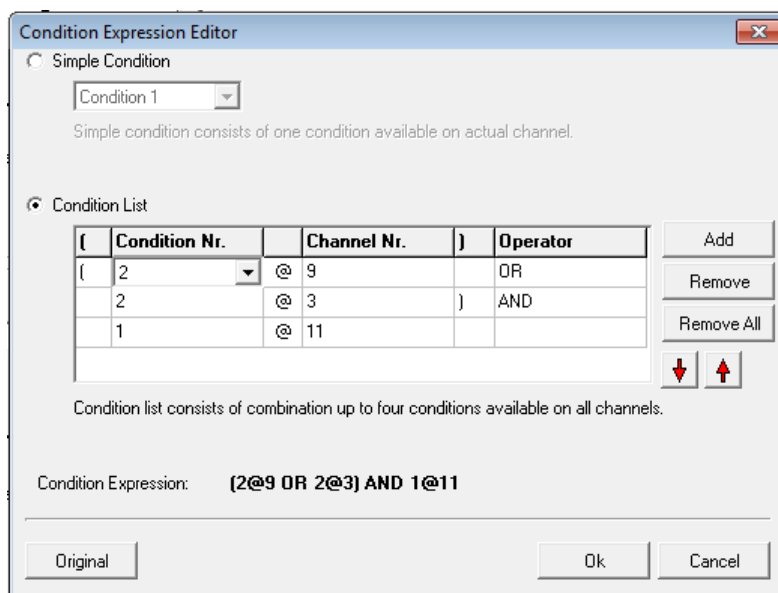 Condition Expression Editor
Simple Condition
Condition 1
Simple condition consists of one condition available on actual channel.
Condition List
( Condition Nr. Channel Nr. ) Operator
( 2 @ 9 OR
2 @ 3 ) AND
1 @ 11
Add
Remove
Remove All
Condition list consists of combination up to four conditions available on all channels.
Condition Expression: (2@9 OR 2@3) AND 1@11
Original Ok Cancel